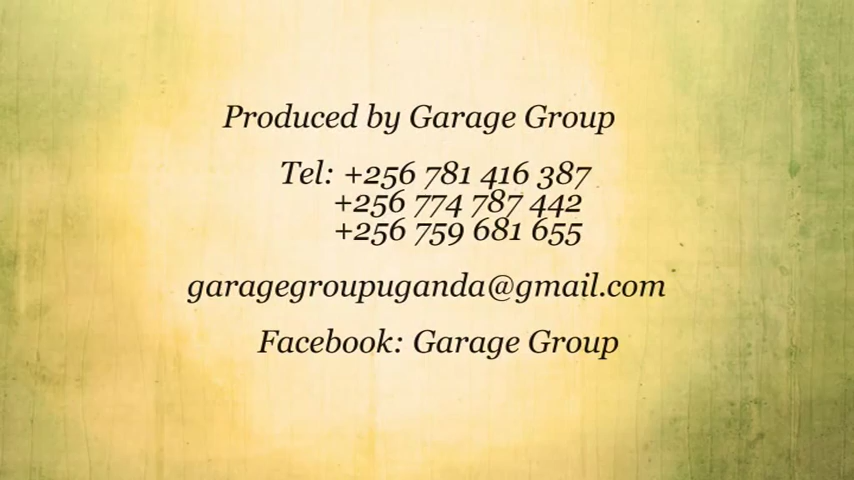 Produced by Garage Group
Tel: +256 781 416 387
+256 774 787 442
+256 759 681 655
garagegroupuganda@gmail.com
Facebook: Garage Group